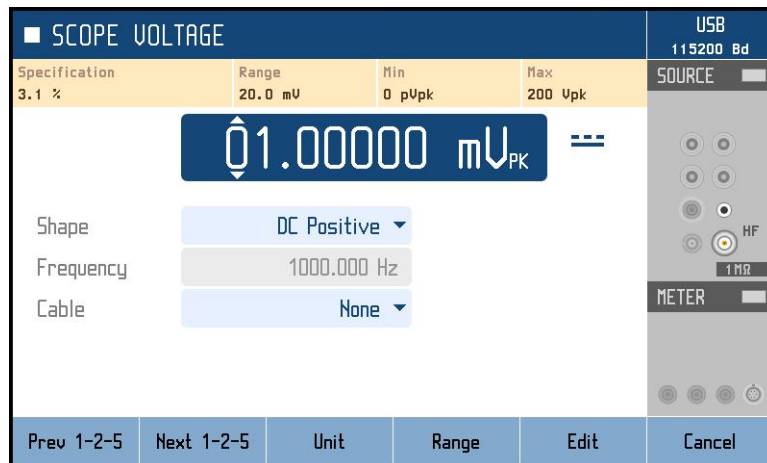 SCOPE VOLTAGE
USB
115200 Bd
Specification Range Min Max
3.1 % 20.0 mV 0 pVpk 200 Vpk
SOURCE
01.00000 mVPK
Shape DC Positive
HF
Frequency 1000.000 Hz
1MΩ
Cable None
METER
Prev 1-2-5 Next 1-2-5 Unit Range Edit Cancel